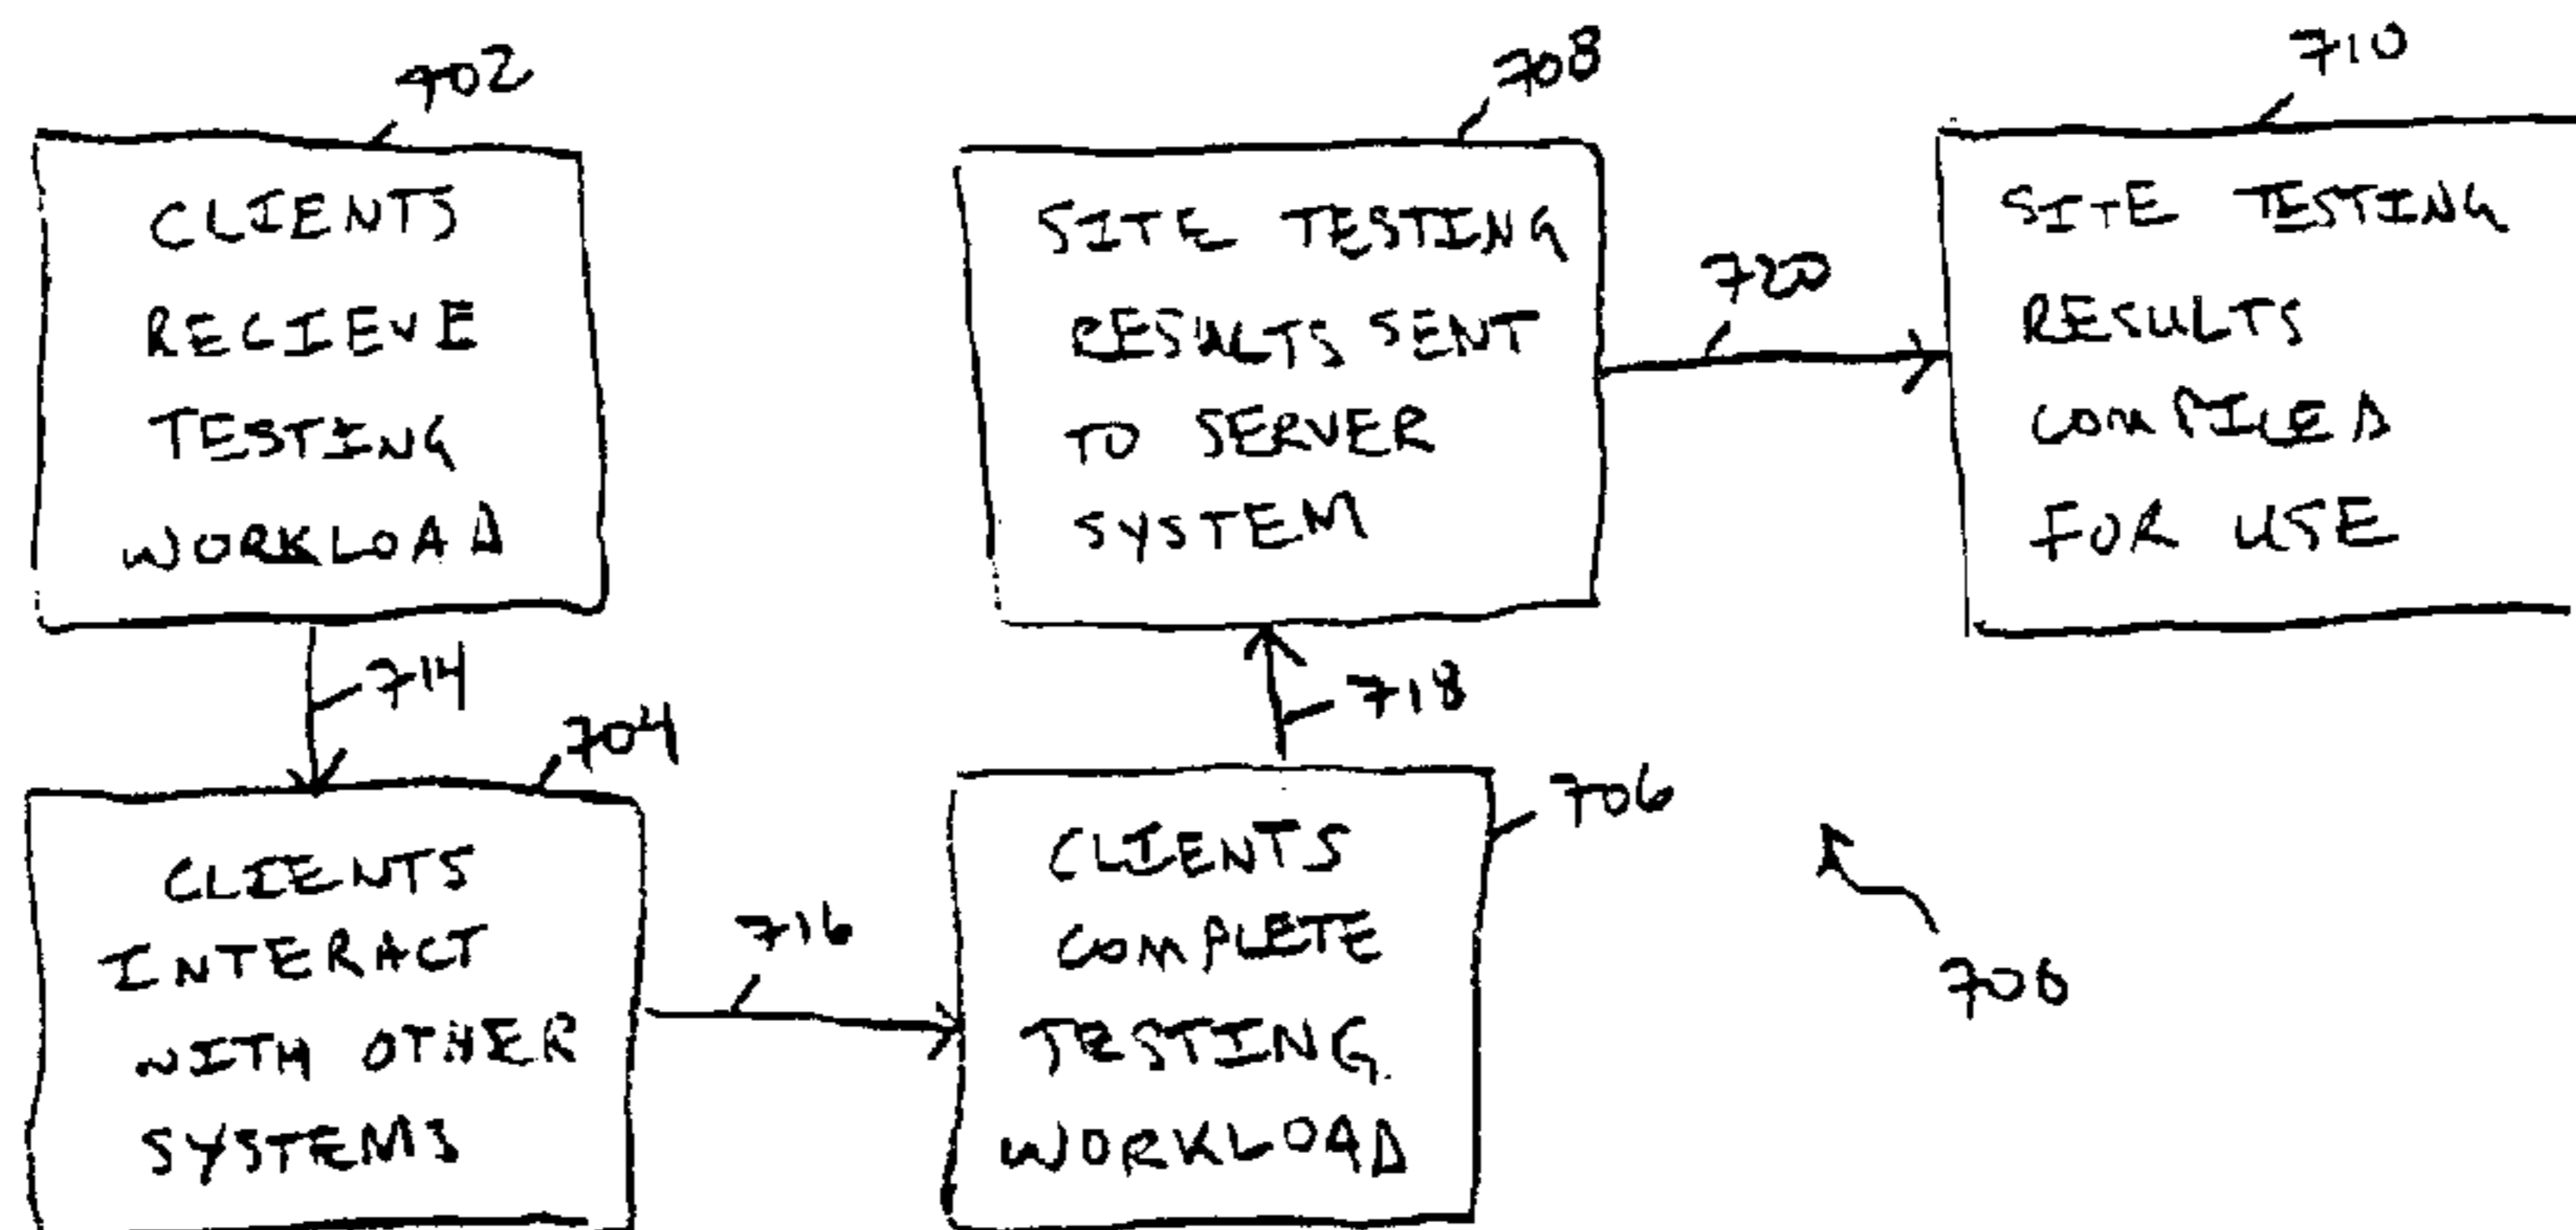 702
CLIENTS
RECIEVE
TESTING
WORKLOAD
714
704
CLIENTS
INTERACT
WITH OTHER
SYSTEMS
716
706
CLIENTS
COMPLETE
TESTING
WORKLOAD
718
708
SITE TESTING
RESULTS SENT
TO SERVER
SYSTEM
720
710
SITE TESTING
RESULTS
COMPILED
FOR USE
700